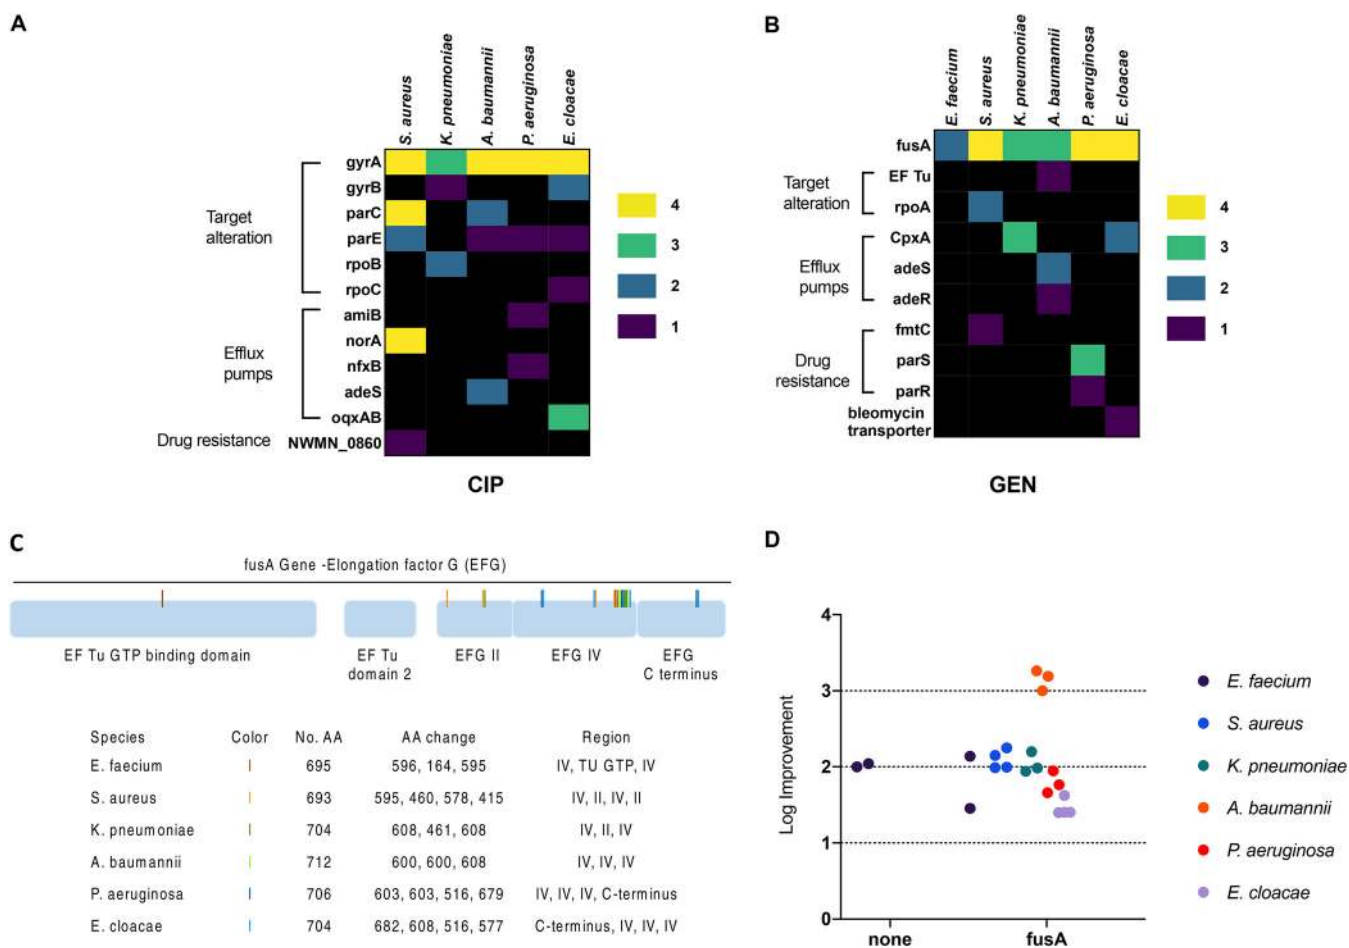 A
S. aureus
K. pneumoniae
A. baumannii
P. aeruginosa
E. cloacae
gyrA
gyrB
parC
parE
rpoB
rpoC
amiB
norA
nfxB
adeS
oqxAB
NWMN_0860
Target
alteration
Efflux
pumps
Drug resistance
4
3
2
1
CIP
B
E. faecium
S. aureus
K. pneumoniae
A. baumannii
P. aeruginosa
E. cloacae
fusA
EF Tu
rpoA
CpxA
adeS
adeR
fmtC
parS
parR
bleomycin
transporter
Target
alteration
Efflux
pumps
Drug
resistance
4
3
2
1
GEN
C
fusA Gene -Elongation factor G (EFG)
EF Tu GTP binding domain
EF Tu
domain 2
EFG II
EFG IV
EFG
C terminus
Species Color No. AA AA change Region
E. faecium 695 596, 164, 595 IV, TU GTP, IV
S. aureus 693 595, 460, 578, 415 IV, II, IV, II
K. pneumoniae 704 608, 461, 608 IV, II, IV
A. baumannii 712 600, 600, 608 IV, IV, IV
P. aeruginosa 706 603, 603, 516, 679 IV, IV, IV, C-terminus
E. cloacae 704 682, 608, 516, 577 C-terminus, IV, IV, IV
D
Log Improvement
4
3
2
1
0
none
fusA
E. faecium
S. aureus
K. pneumoniae
A. baumannii
P. aeruginosa
E. cloacae